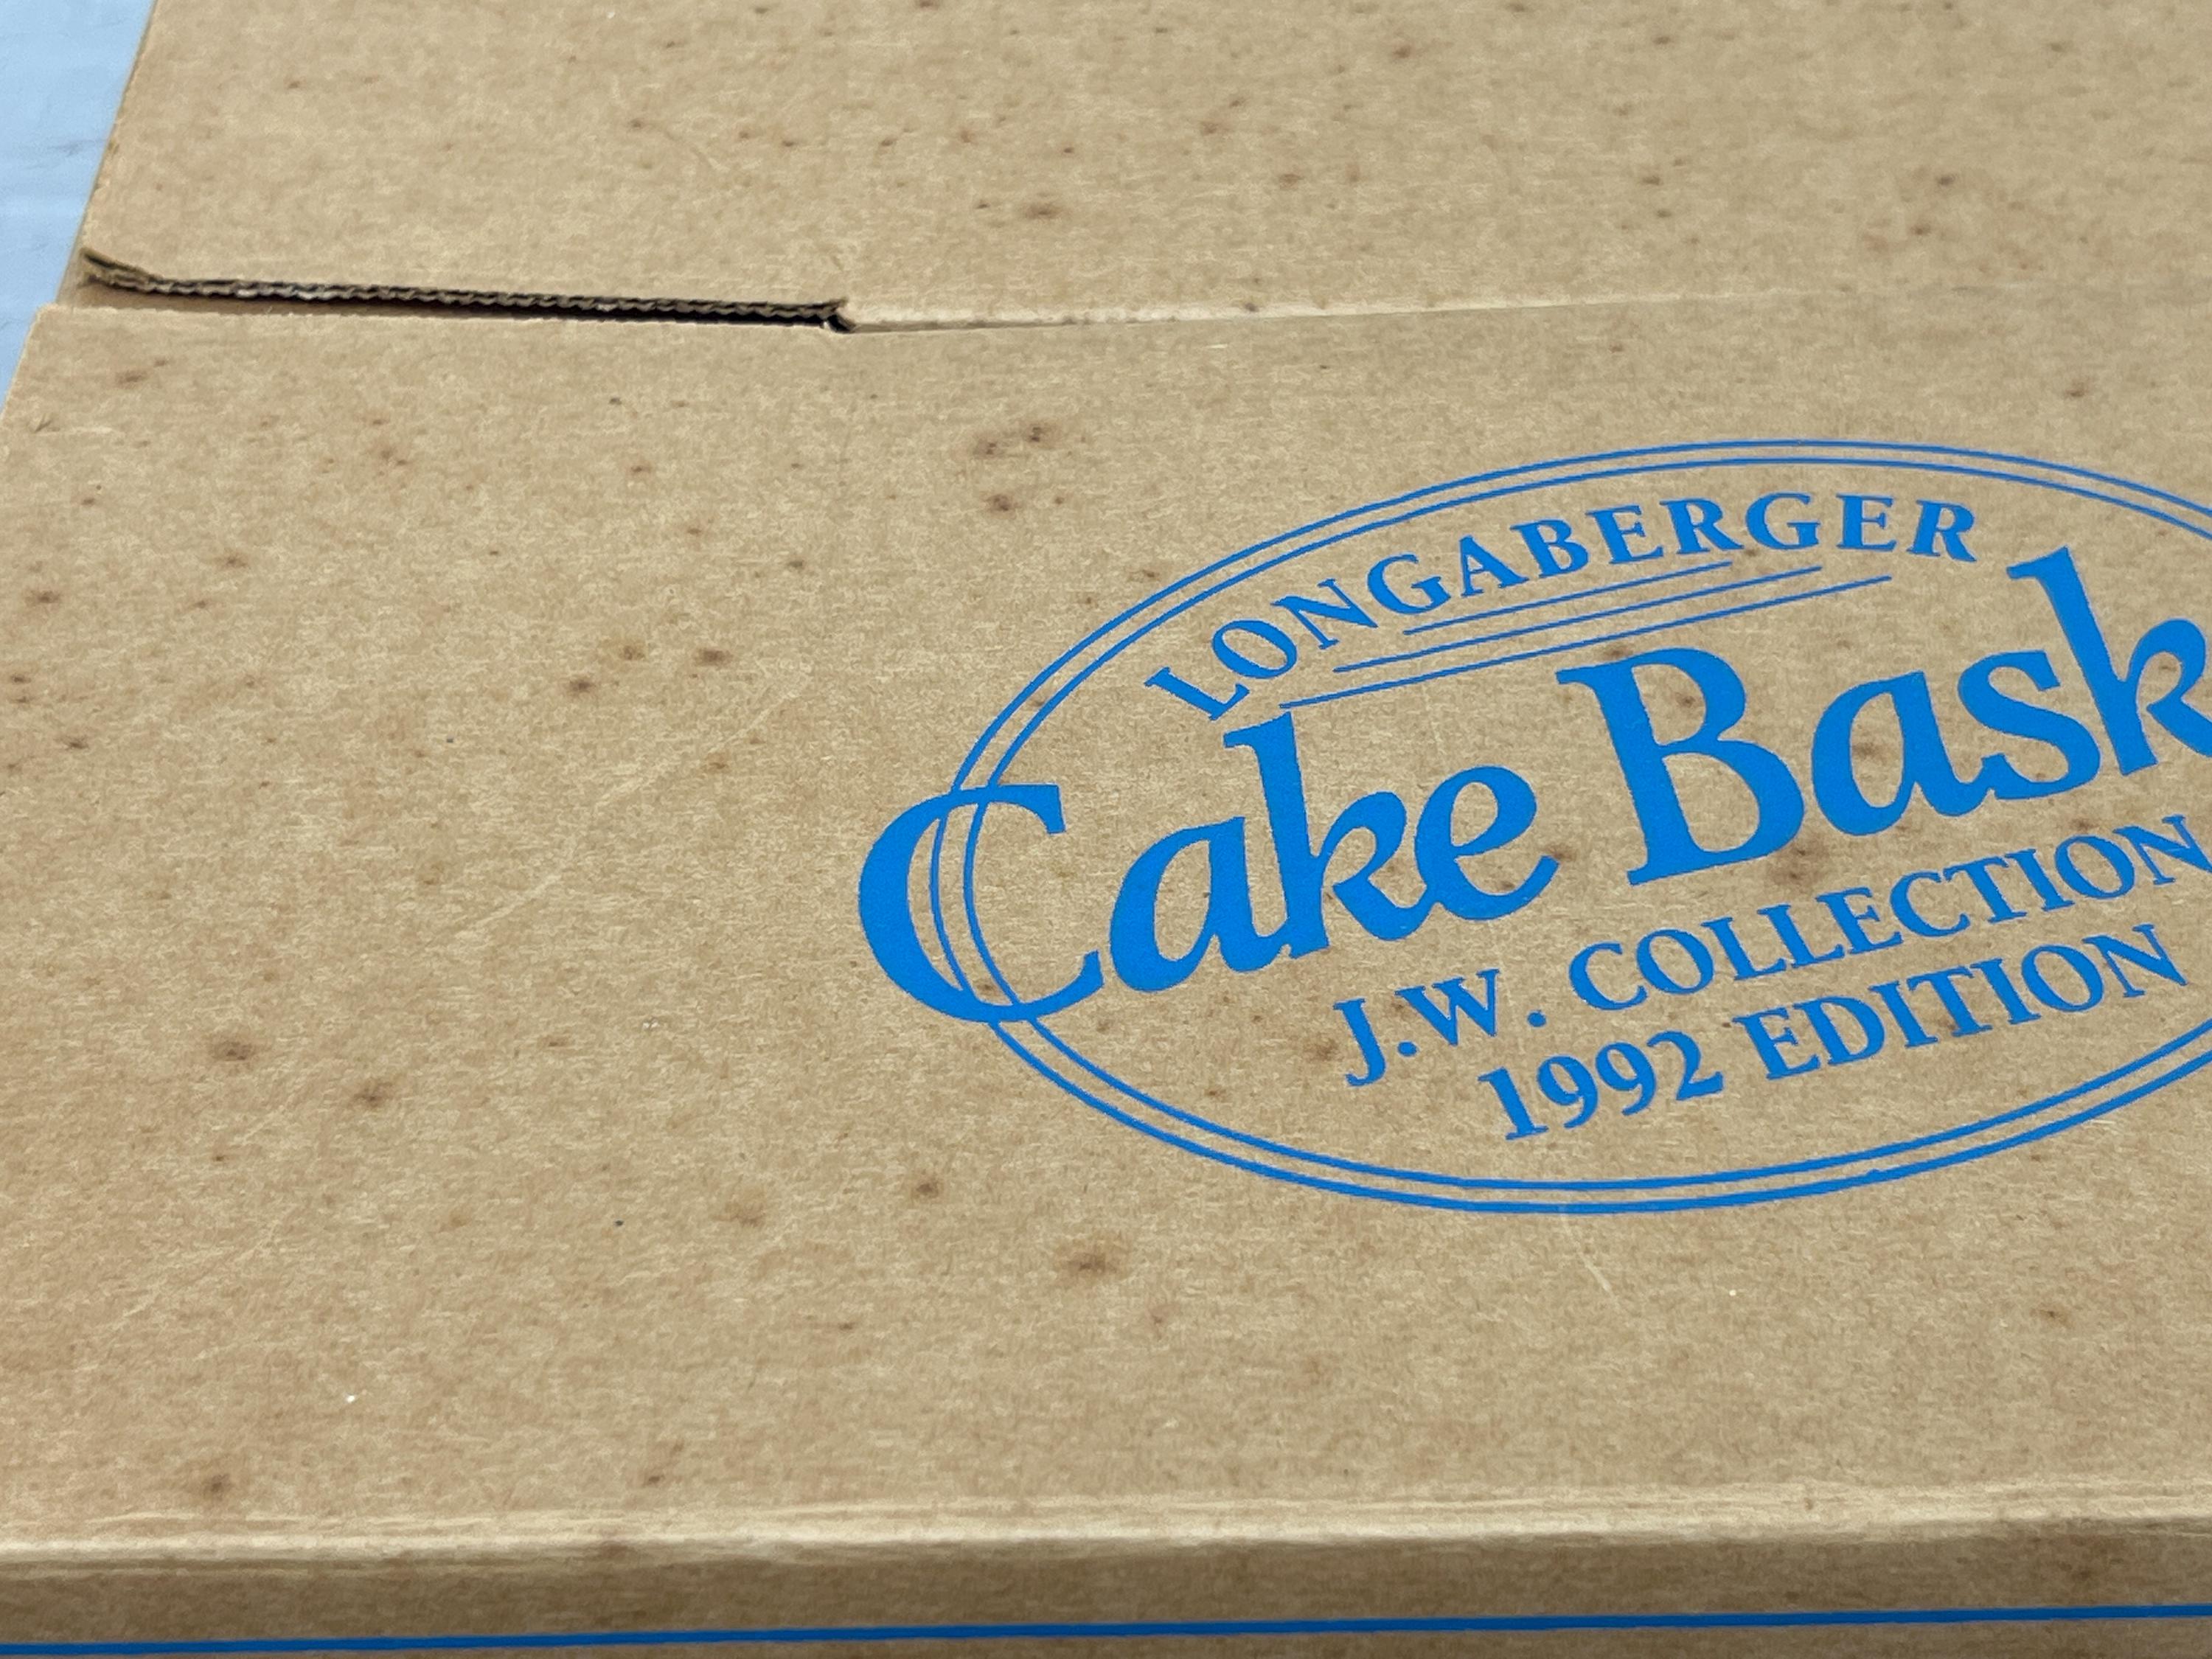 LONGABERGER
Cake Bask
J.W. COLLECTION
1992 EDITION